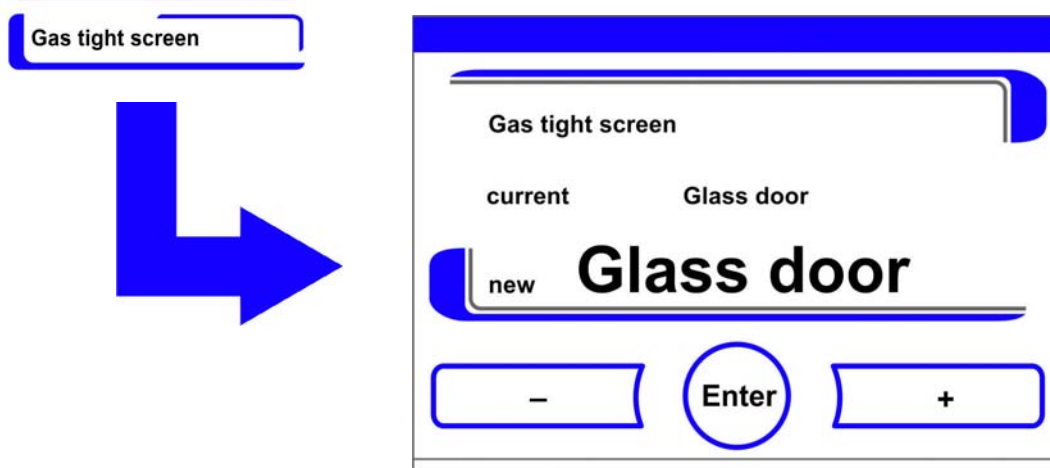 Gas tight screen
Gas tight screen
current Glass door
new Glass door
– Enter +